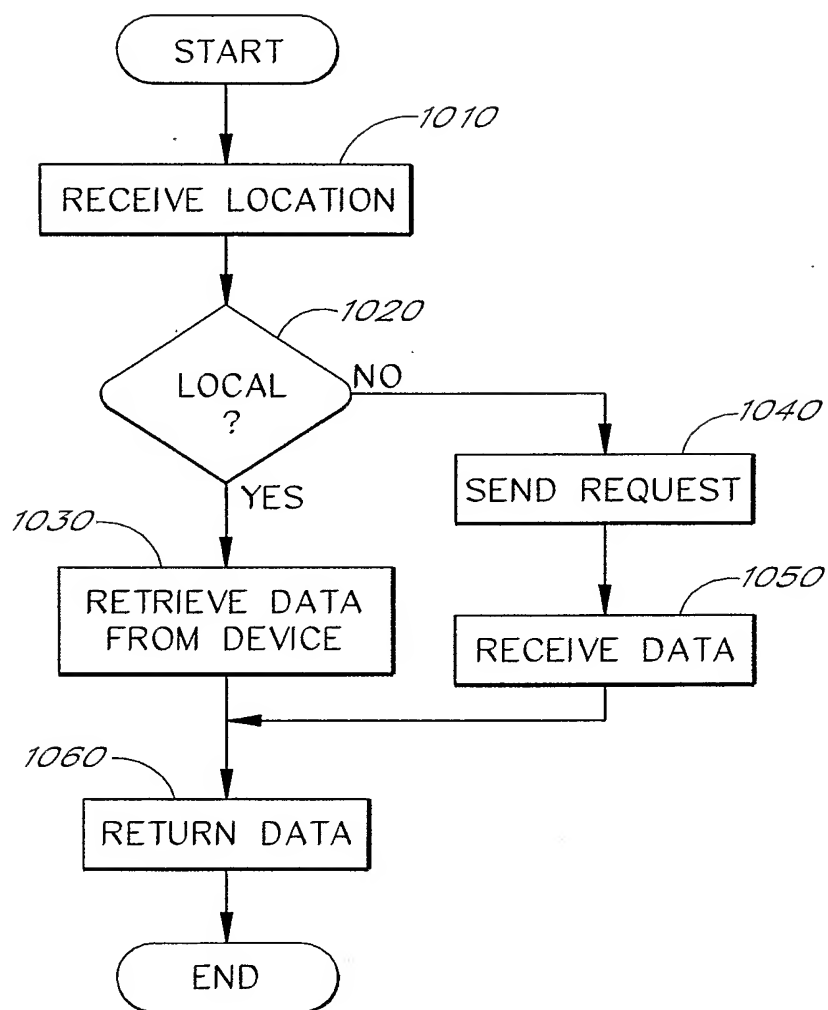 START
1010
RECEIVE LOCATION
1020
LOCAL
?
NO
YES
1040
SEND REQUEST
1030
RETRIEVE DATA
FROM DEVICE
1050
RECEIVE DATA
1060
RETURN DATA
END